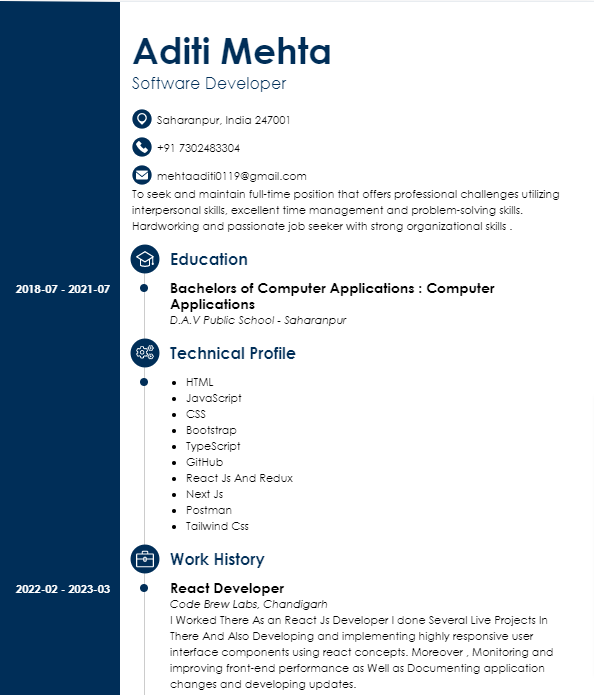 Aditi Mehta
Software Developer
Saharanpur, India 247001
+91 7302483304
mehtaaditi0119@gmail.com
To seek and maintain full-time position that offers professional challenges utilizing
interpersonal skills, excellent time management and problem-solving skills.
Hardworking and passionate job seeker with strong organizational skills .
Education
2018-07 - 2021-07
Bachelors of Computer Applications : Computer
Applications
D.A.V Public School - Saharanpur
Technical Profile
HTML
JavaScript
CSS
Bootstrap
TypeScript
GitHub
React Js And Redux
Next Js
Postman
Tailwind Css
Work History
2022-02 - 2023-03
React Developer
Code Brew Labs, Chandigarh
I Worked There As an React Js Developer I done Several Live Projects In
There And Also Developing and implementing highly responsive user
interface components using react concepts. Moreover , Monitoring and
improving front-end performance as Well as Documenting application
changes and developing updates.